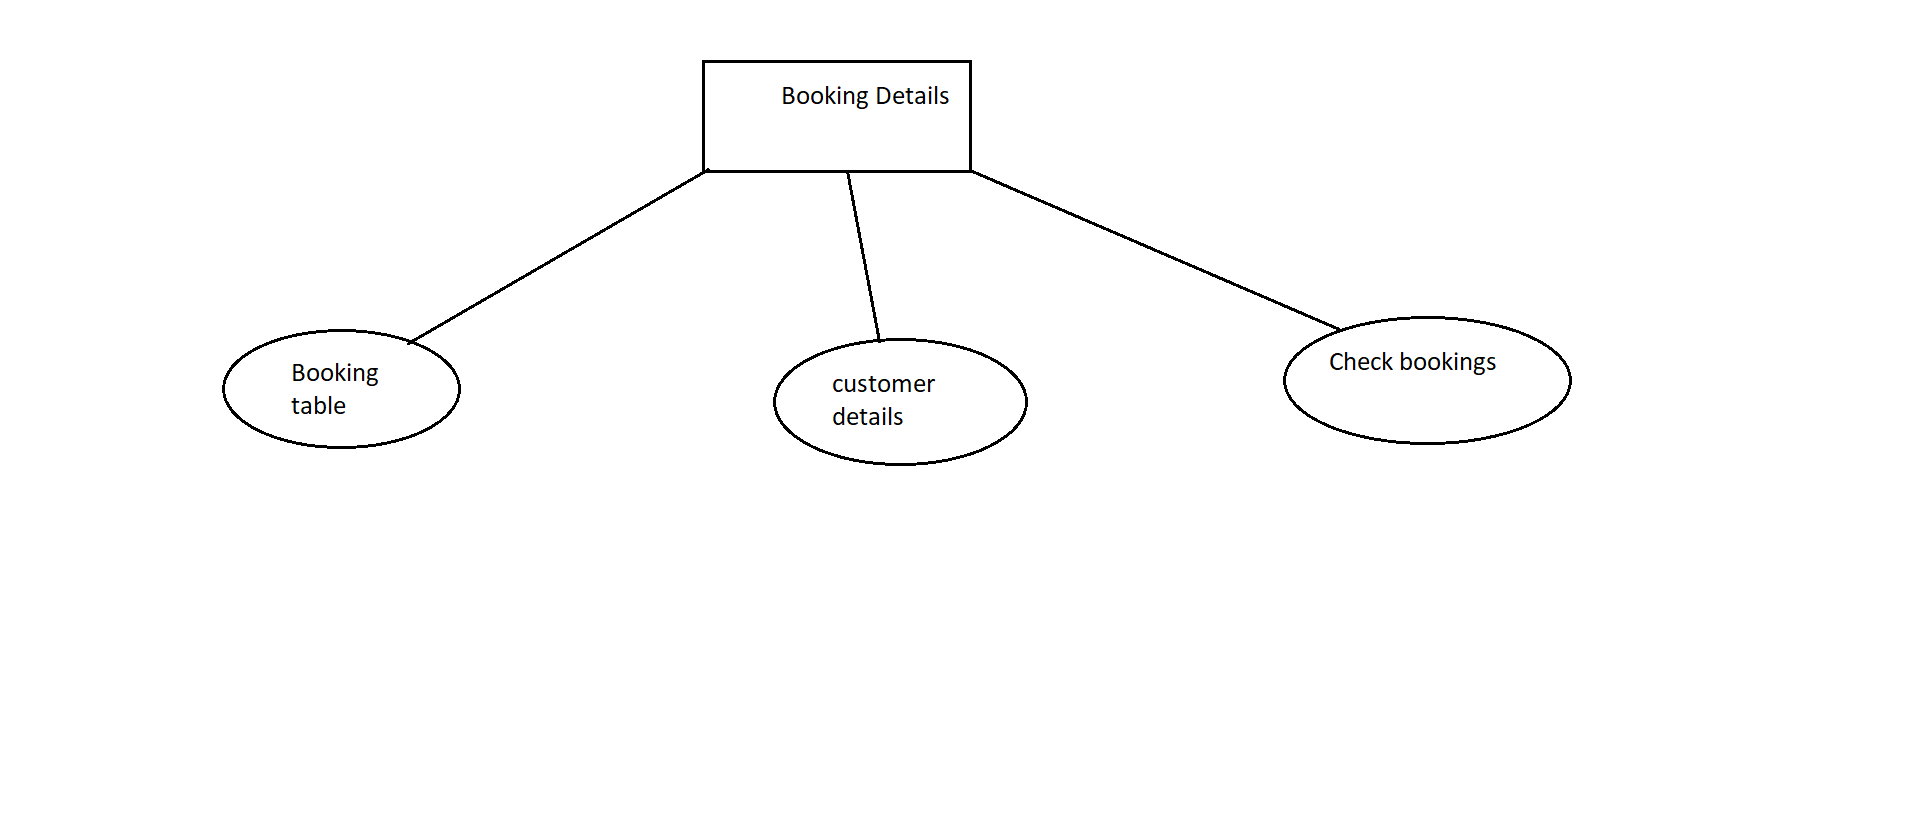 Booking Details
Booking
table
customer
details
Check bookings